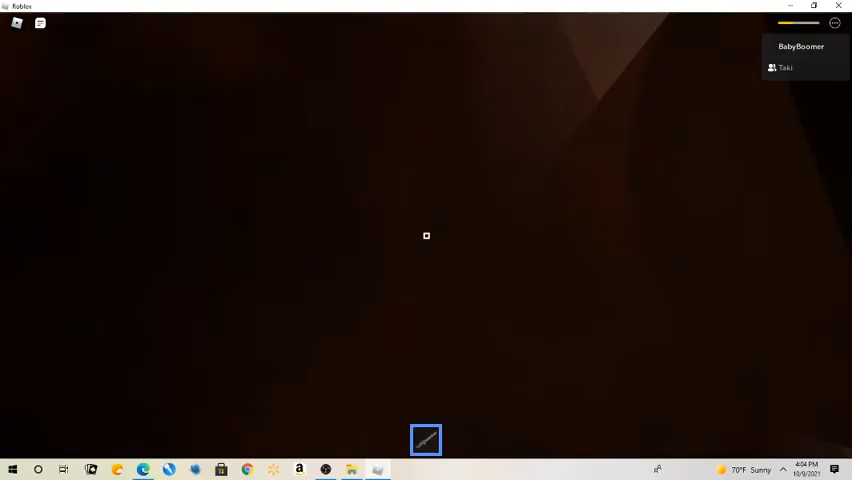 Roblox
BabyBoomer
Taki
a
70°F Sunny
4:04 PM
10/9/2021